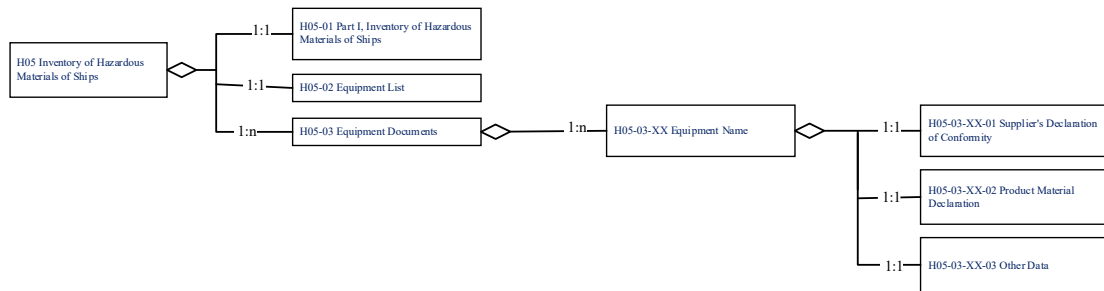 H05 Inventory of Hazardous
Materials of Ships
1:1
H05-01 Part I, Inventory of Hazardous
Materials of Ships
1:1
H05-02 Equipment List
1:n
H05-03 Equipment Documents
1:n
H05-03-XX Equipment Name
1:1
H05-03-XX-01 Supplier's Declaration
of Conformity
1:1
H05-03-XX-02 Product Material
Declaration
1:1
H05-03-XX-03 Other Data